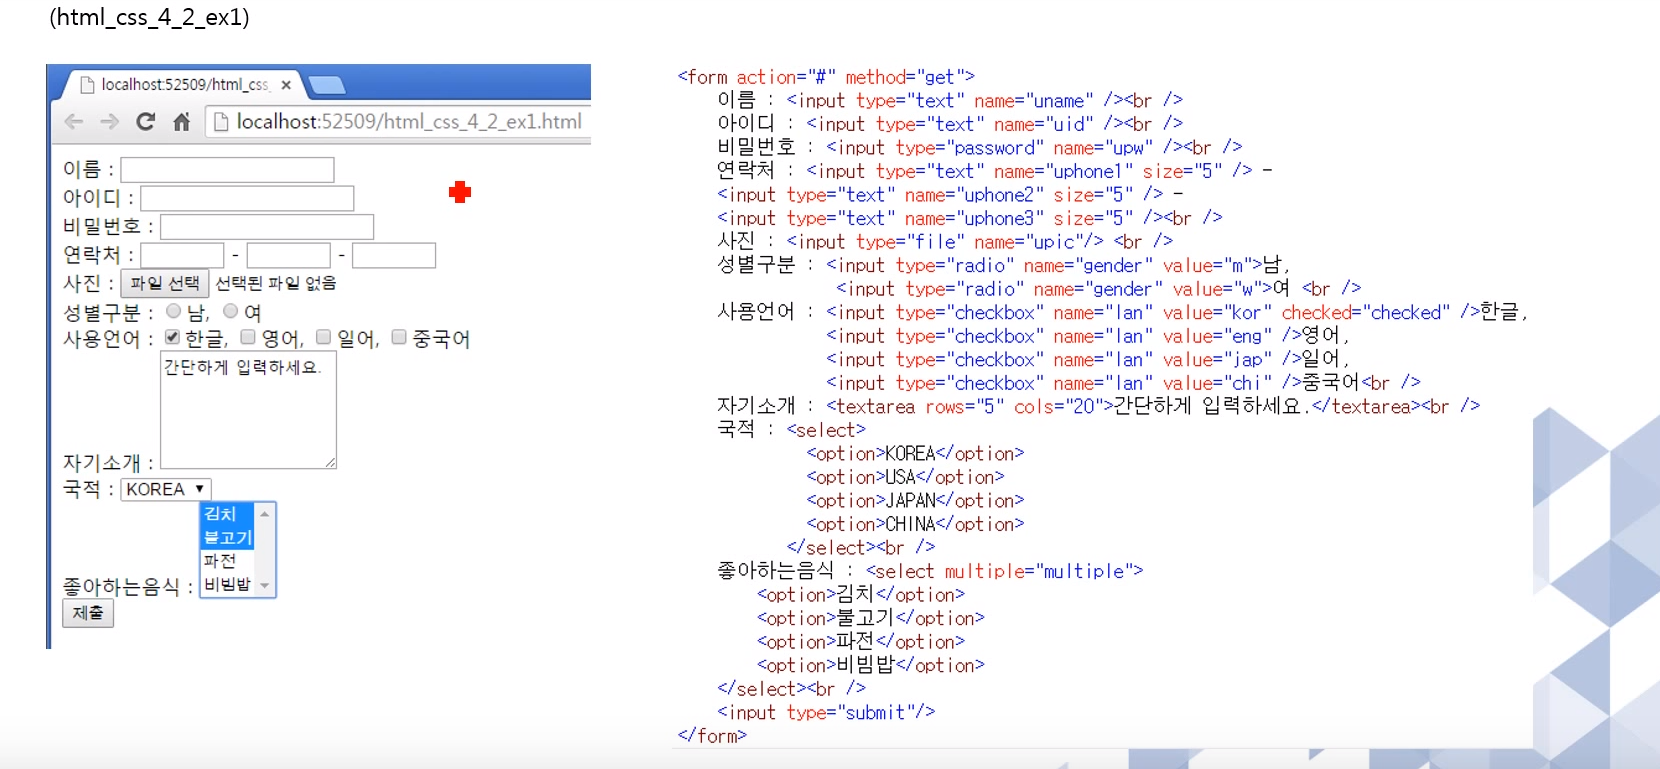 (html_css_4_2_ex1)
localhost:52509/html_css_
localhost:52509/html_css_4_2_ex1.html
이름 :
아이디 :
비밀번호 :
연락처 : - -
사진 : 파일 선택 선택된 파일 없음
성별구분 : 남, 여
사용언어 : 한글, 영어, 일어, 중국어
간단하게 입력하세요.
자기소개 :
국적 : KOREA
김치
불고기
파전
비빔밥
좋아하는음식 :
제출
<form action="#" method="get">
이름 : <input type="text" name="uname" /><br />
아이디 : <input type="text" name="uid" /><br />
비밀번호 : <input type="password" name="upw" /><br />
연락처 : <input type="text" name="uphone1" size="5" /> -
<input type="text" name="uphone2" size="5" /> -
<input type="text" name="uphone3" size="5" /><br />
사진 : <input type="file" name="upic"/> <br />
성별구분 : <input type="radio" name="gender" value="m">남,
<input type="radio" name="gender" value="w">여 <br />
사용언어 : <input type="checkbox" name="lan" value="kor" checked="checked" />한글,
<input type="checkbox" name="lan" value="eng" />영어,
<input type="checkbox" name="lan" value="jap" />일어,
<input type="checkbox" name="lan" value="chi" />중국어<br />
자기소개 : <textarea rows="5" cols="20">간단하게 입력하세요.</textarea><br />
국적 : <select>
<option>KOREA</option>
<option>USA</option>
<option>JAPAN</option>
<option>CHINA</option>
</select><br />
좋아하는음식 : <select multiple="multiple">
<option>김치</option>
<option>불고기</option>
<option>파전</option>
<option>비빔밥</option>
</select><br />
<input type="submit"/>
</form>